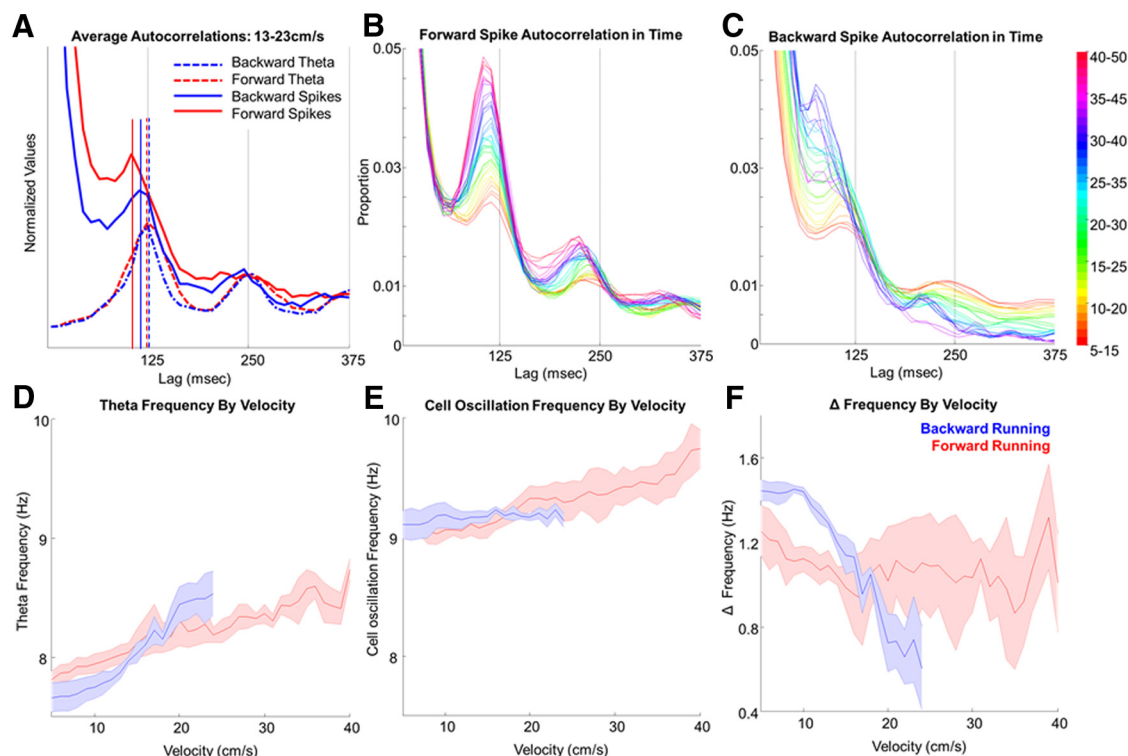 A
Average Autocorrelations: 13-23cm/s
Backward Theta
Forward Theta
Backward Spikes
Forward Spikes
Normalized Values
125
250
375
Lag (msec)
B
Forward Spike Autocorrelation in Time
0.05
0.03
0.01
0
Proportion
125
250
375
Lag (msec)
C
Backward Spike Autocorrelation in Time
0.05
0.03
0.01
0
125
250
375
Lag (msec)
40-50
35-45
30-40
25-35
20-30
15-25
10-20
5-15
D
Theta Frequency By Velocity
10
9
8
Theta Frequency (Hz)
10
20
30
40
Velocity (cm/s)
E
Cell Oscillation Frequency By Velocity
10
9
8
Cell oscillation Frequency (Hz)
10
20
30
40
Velocity (cm/s)
F
Δ Frequency By Velocity
Backward Running
Forward Running
1.6
1.2
0.8
0.4
Δ Frequency (Hz)
10
20
30
40
Velocity (cm/s)